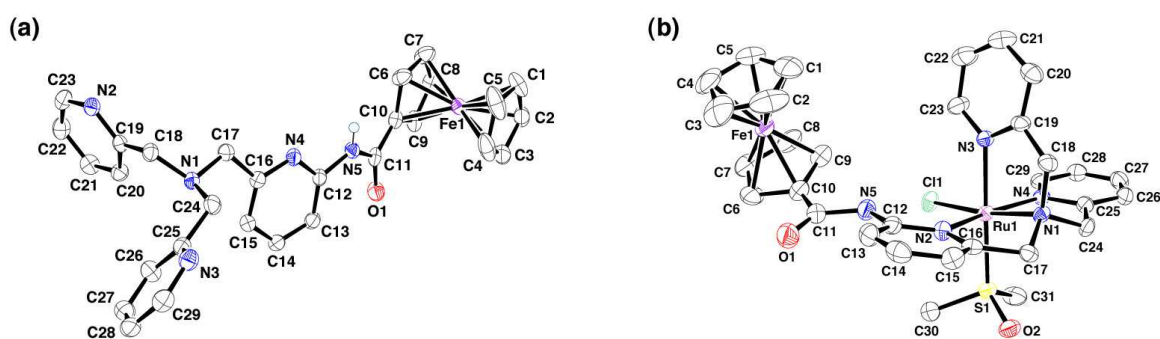 (a)
C7
C23
N2
C6
C8
C5
C1
C10
C19
C18
C17
N4
Fe1
C2
C22
C16
N5
C9
C11
C4
C3
C21
C20
N1
C12
C24
O1
C25
C15
C13
C26
N3
C14
C27
C29
C28
(b)
C21
C5
C22
C1
C20
C4
C2
C23
C19
C3
Fe1
C8
N3
C18
C9
C28
C7
C29
C27
Cl1
N4
C10
N5
C26
C6
C12
Ru1
C25
C11
N2
C16
N1
C24
O1
C13
C14
C15
C17
C31
S1
C30
O2